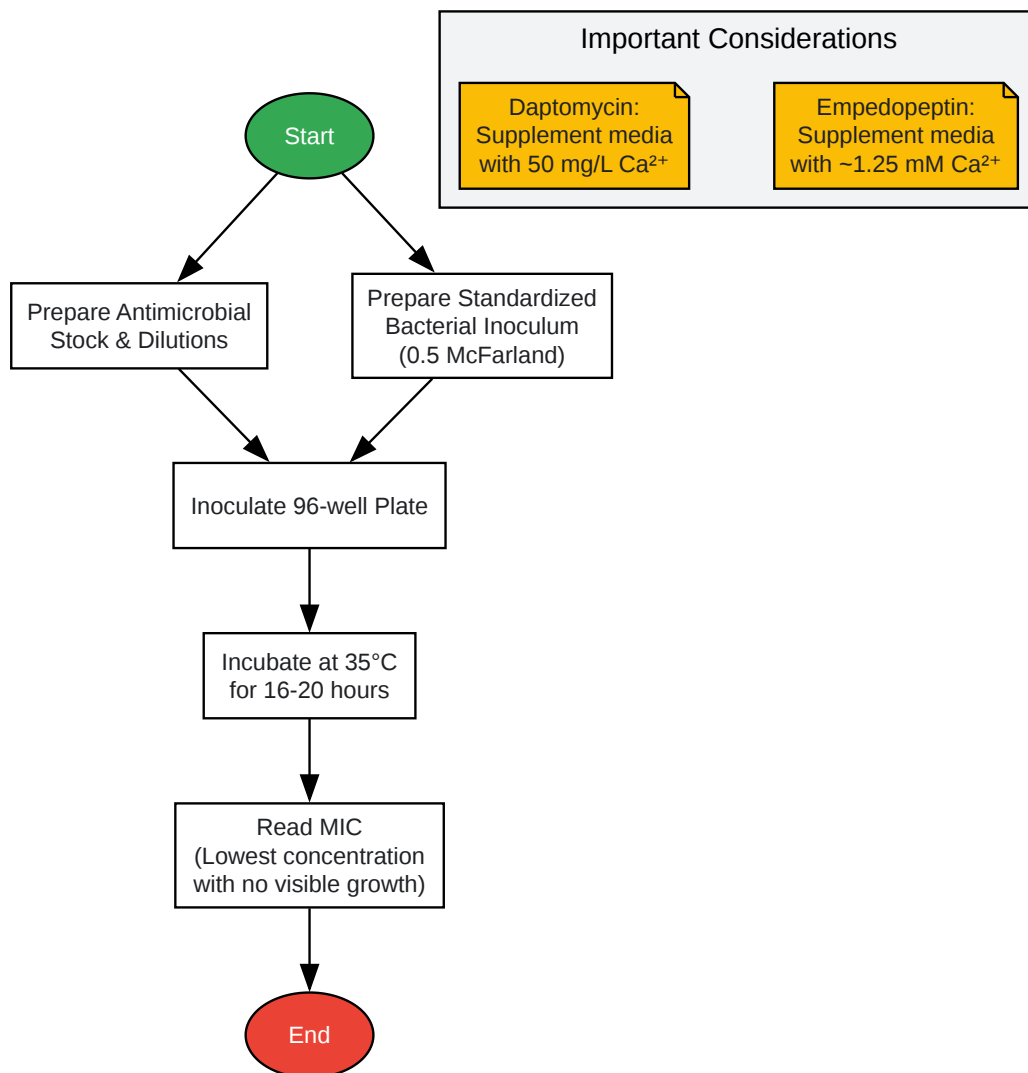 Important Considerations
Daptomycin:
Supplement media
with 50 mg/L Ca²⁺
Empedopeptin:
Supplement media
with ~1.25 mM Ca²⁺
Start
Prepare Antimicrobial
Stock & Dilutions
Prepare Standardized
Bacterial Inoculum
(0.5 McFarland)
Inoculate 96-well Plate
Incubate at 35°C
for 16-20 hours
Read MIC
(Lowest concentration
with no visible growth)
End